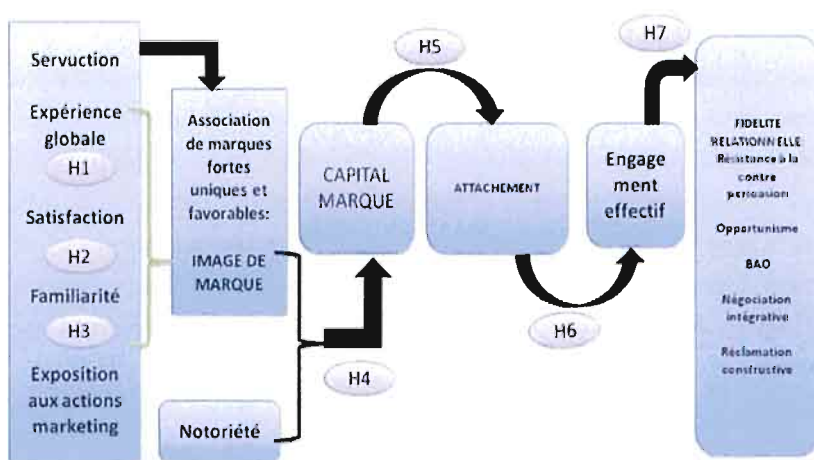 Servuction
Expérience
globale
H1
Satisfaction
H2
Familiarité
H3
Exposition
aux actions
marketing
Association
de marques
fortes
uniques et
favorables:
IMAGE DE
MARQUE
Notoriété
H4
CAPITAL
MARQUE
H5
ATTACHEMENT
H6
Engage
ment
effectif
H7
FIDELITE
RELATIONNELLE
Résistance à la
contre
persuasion
Opportunisme
BAO
Négociation
intégrative
Réclamation
constructive